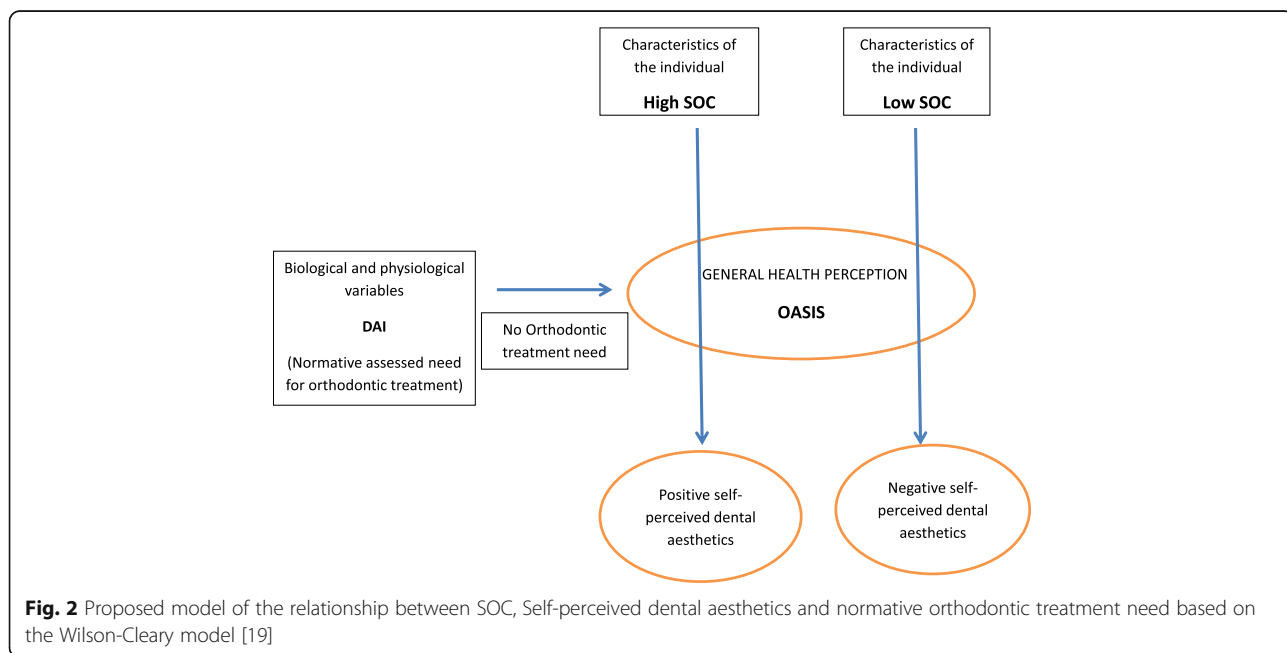 Characteristics of
the individual
High SOC
Characteristics of
the individual
Low SOC
Biological and physiological
variables
DAI
(Normative assessed need
for orthodontic treatment)
No Orthodontic
treatment need
GENERAL HEALTH PERCEPTION
OASIS
Positive self-
perceived dental
aesthetics
Negative self-
perceived dental
aesthetics
Fig. 2 Proposed model of the relationship between SOC, Self-perceived dental aesthetics and normative orthodontic treatment need based on
the Wilson-Cleary model [19]